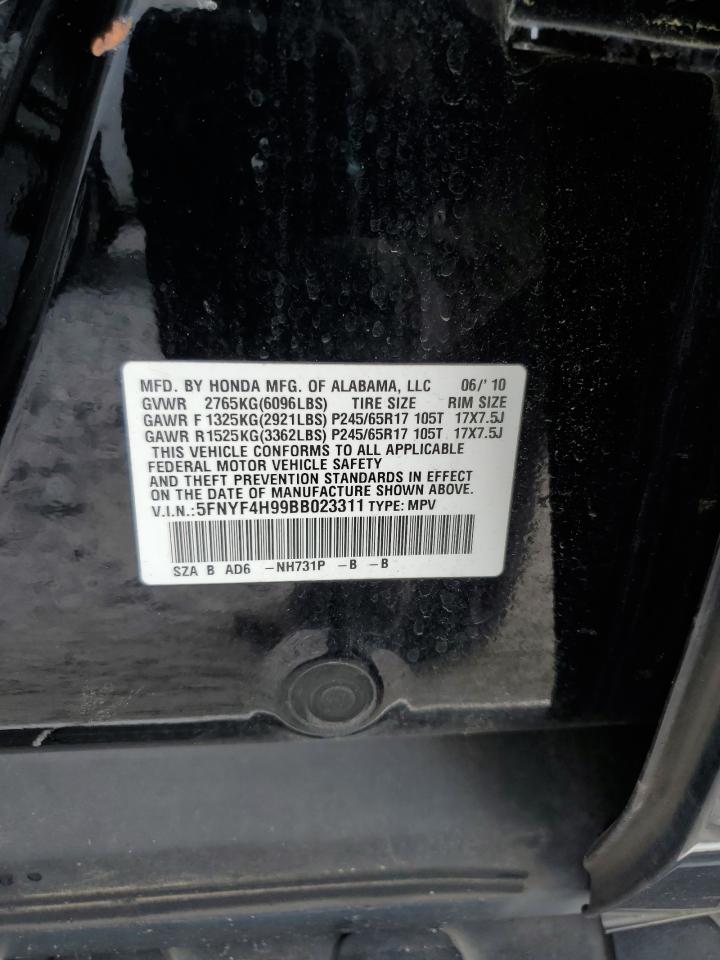 MFD. BY HONDA MFG. OF ALABAMA, LLC 06/'10
GVWR 2765KG(6096LBS) TIRE SIZE RIM SIZE
GAWR F 1325KG(2921LBS) P245/65R17 105T 17X7.5J
GAWR R 1525KG(3362LBS) P245/65R17 105T 17X7.5J
THIS VEHICLE CONFORMS TO ALL APPLICABLE
FEDERAL MOTOR VEHICLE SAFETY
AND THEFT PREVENTION STANDARDS IN EFFECT
ON THE DATE OF MANUFACTURE SHOWN ABOVE.
V.I.N.:5FNYF4H99BB023311 TYPE: MPV
SZA B AD6 -NH731P -B -B